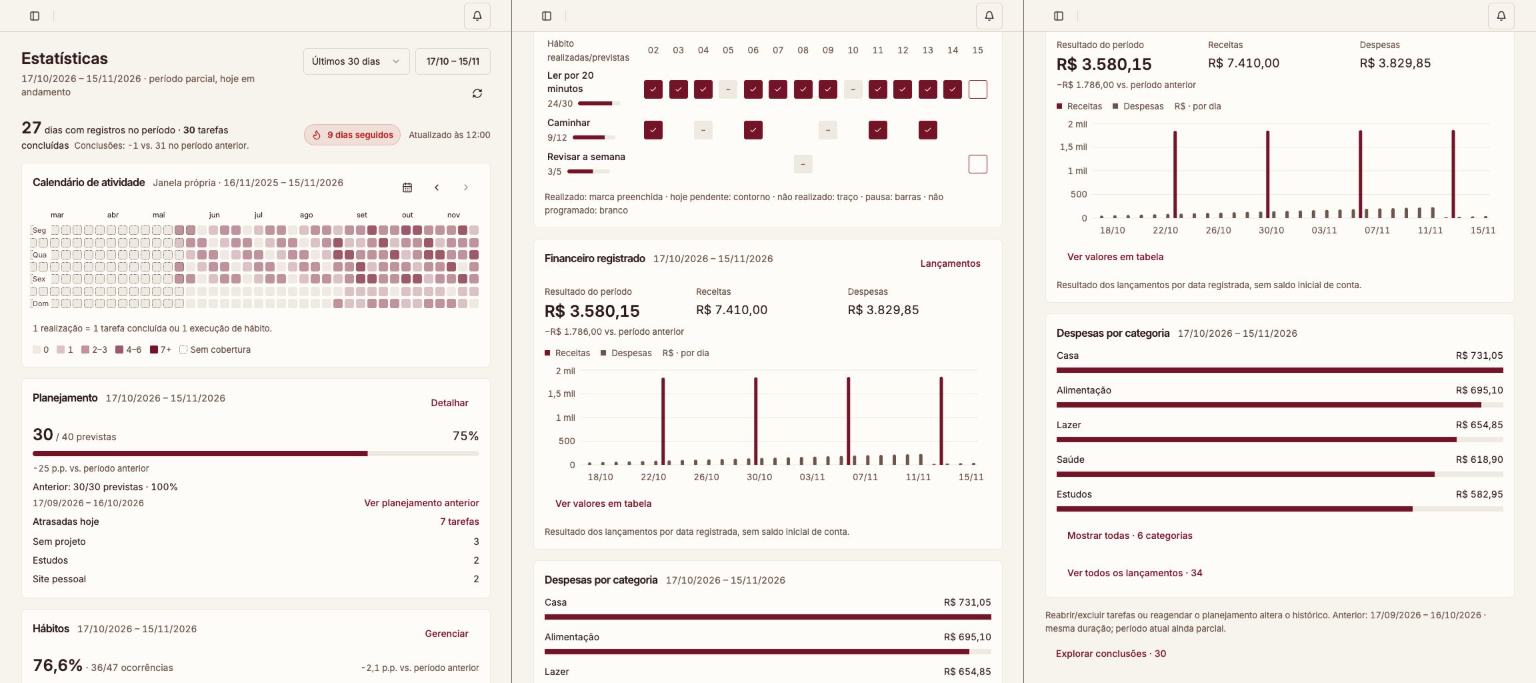 Estatísticas
Últimos 30 dias
17/10 – 15/11
17/10/2026 – 15/11/2026 · período parcial, hoje em
andamento
27 dias com registros no período · 30 tarefas
concluídas Conclusões: -1 vs. 31 no período anterior.
9 dias seguidos
Atualizado às 12:00
Calendário de atividade Janela própria · 16/11/2025 – 15/11/2026
mar abr mai jun jul ago set out nov
Seg
Qua
Sex
Dom
1 realização = 1 tarefa concluída ou 1 execução de hábito.
0 1 2–3 4–6 7+ Sem cobertura
Planejamento 17/10/2026 – 15/11/2026
Detalhar
30 / 40 previstas 75%
-25 p.p. vs. período anterior
Anterior: 30/30 previstas · 100%
17/09/2026 – 16/10/2026 Ver planejamento anterior
Atrasadas hoje 7 tarefas
Sem projeto 3
Estudos 2
Site pessoal 2
Hábitos 17/10/2026 – 15/11/2026
Gerenciar
76,6% · 36/47 ocorrências -2,1 p.p. vs. período anterior
Hábito
realizadas/previstas
02 03 04 05 06 07 08 09 10 11 12 13 14 15
Ler por 20
minutos
24/30
Caminhar
9/12
Revisar a semana
3/5
Realizado: marca preenchida · hoje pendente: contorno · não realizado: traço · pausa: barras · não
programado: branco
Financeiro registrado 17/10/2026 – 15/11/2026
Lançamentos
Resultado do período Receitas Despesas
R$ 3.580,15 R$ 7.410,00 R$ 3.829,85
−R$ 1.786,00 vs. período anterior
Receitas Despesas R$ · por dia
2 mil
1,5 mil
1 mil
500
0
18/10 22/10 26/10 30/10 03/11 07/11 11/11 15/11
Ver valores em tabela
Resultado dos lançamentos por data registrada, sem saldo inicial de conta.
Despesas por categoria 17/10/2026 – 15/11/2026
Casa R$ 731,05
Alimentação R$ 695,10
Lazer R$ 654,85
Resultado do período Receitas Despesas
R$ 3.580,15 R$ 7.410,00 R$ 3.829,85
−R$ 1.786,00 vs. período anterior
Receitas Despesas R$ · por dia
2 mil
1,5 mil
1 mil
500
0
18/10 22/10 26/10 30/10 03/11 07/11 11/11 15/11
Ver valores em tabela
Resultado dos lançamentos por data registrada, sem saldo inicial de conta.
Despesas por categoria 17/10/2026 – 15/11/2026
Casa R$ 731,05
Alimentação R$ 695,10
Lazer R$ 654,85
Saúde R$ 618,90
Estudos R$ 582,95
Mostrar todas · 6 categorias
Ver todos os lançamentos · 34
Reabrir/excluir tarefas ou reagendar o planejamento altera o histórico. Anterior: 17/09/2026 – 16/10/2026 ·
mesma duração; período atual ainda parcial.
Explorar conclusões · 30